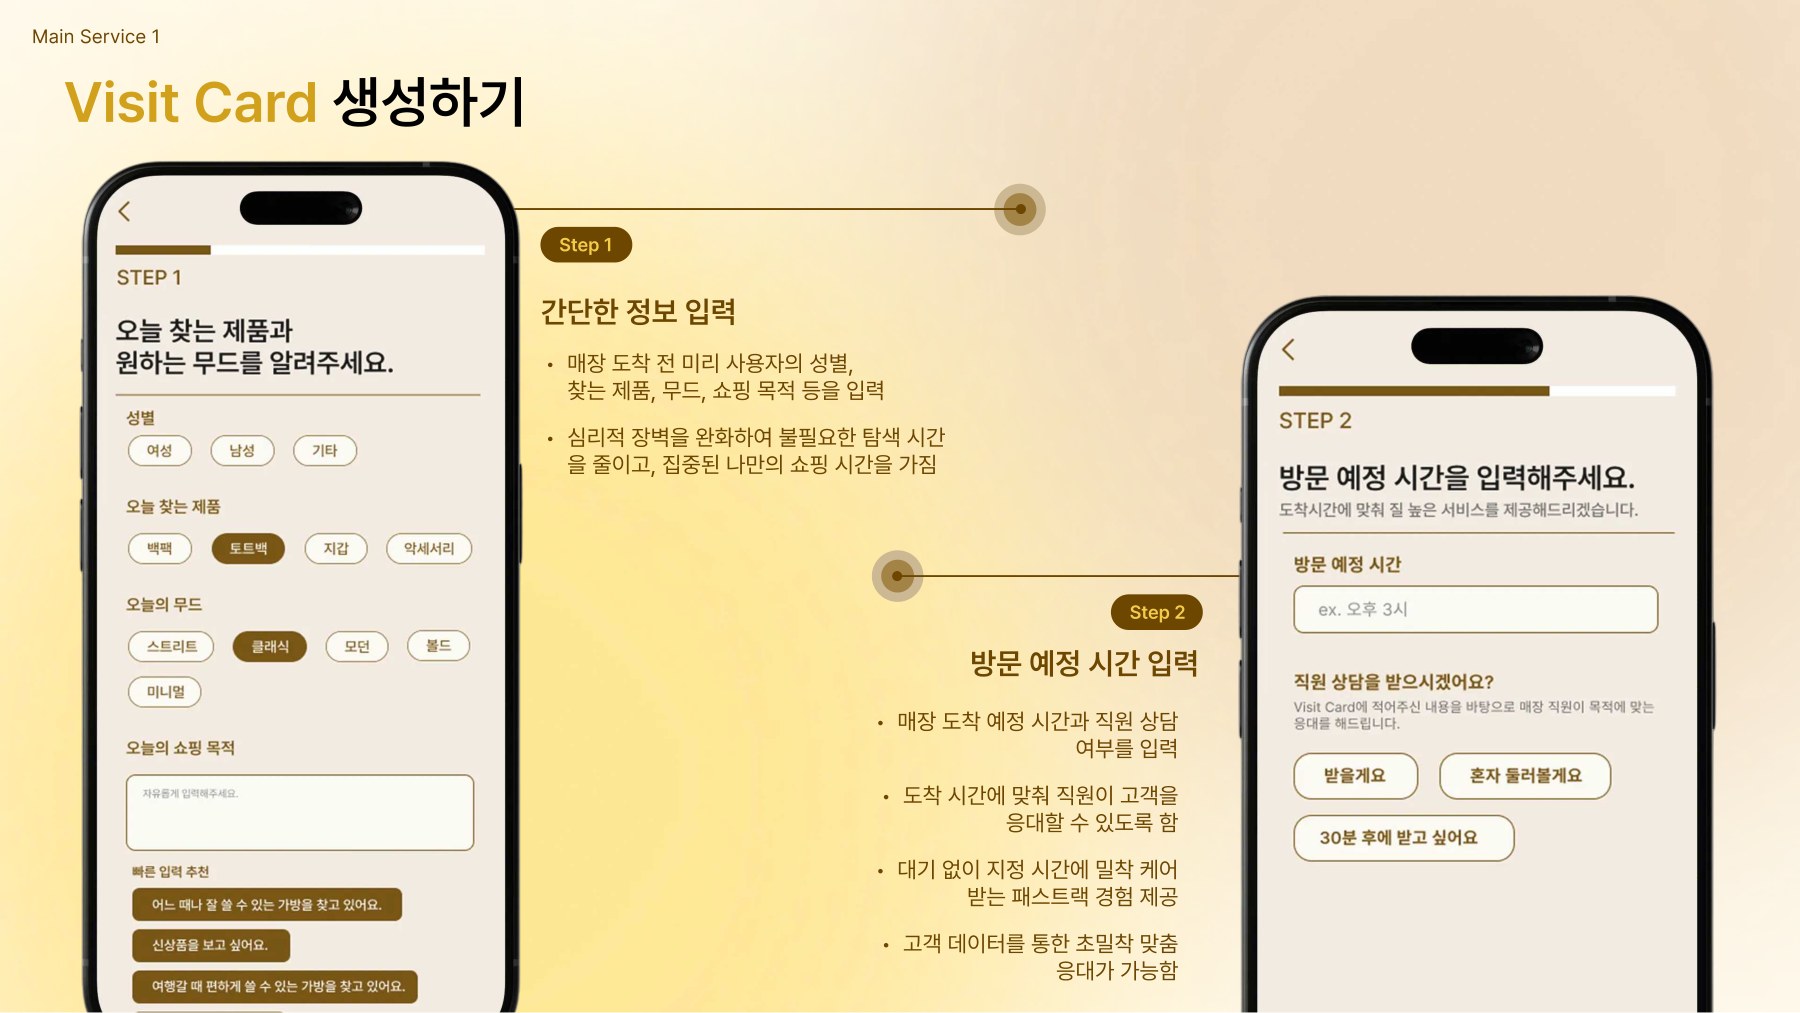 Main Service 1
Visit Card 생성하기
STEP 1
오늘 찾는 제품과
원하는 무드를 알려주세요.
성별
여성 남성 기타
오늘 찾는 제품
백팩 토트백 지갑 악세서리
오늘의 무드
스트리트 클래식 모던 볼드
미니멀
오늘의 쇼핑 목적
자유롭게 입력해주세요.
빠른 입력 추천
어느 때나 잘 쓸 수 있는 가방을 찾고 있어요.
신상품을 보고 싶어요.
여행갈 때 편하게 쓸 수 있는 가방을 찾고 있어요.
Step 1
간단한 정보 입력
• 매장 도착 전 미리 사용자의 성별,
찾는 제품, 무드, 쇼핑 목적 등을 입력
• 심리적 장벽을 완화하여 불필요한 탐색 시간
을 줄이고, 집중된 나만의 쇼핑 시간을 가짐
Step 2
방문 예정 시간 입력
• 매장 도착 예정 시간과 직원 상담
여부를 입력
• 도착 시간에 맞춰 직원이 고객을
응대할 수 있도록 함
• 대기 없이 지정 시간에 밀착 케어
받는 패스트랙 경험 제공
• 고객 데이터를 통한 초밀착 맞춤
응대가 가능함
STEP 2
방문 예정 시간을 입력해주세요.
도착시간에 맞춰 질 높은 서비스를 제공해드리겠습니다.
방문 예정 시간
ex. 오후 3시
직원 상담을 받으시겠어요?
Visit Card에 적어주신 내용을 바탕으로 매장 직원이 목적에 맞는
응대를 해드립니다.
받을게요 혼자 둘러볼게요
30분 후에 받고 싶어요